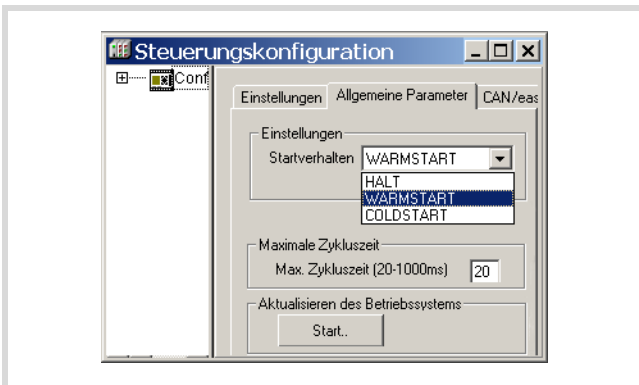 Steuerungskonfiguration
Conf
Einstellungen Allgemeine Parameter CAN/eas
Einstellungen
Startverhalten WARMSTART
HALT
WARMSTART
COLDSTART
Maximale Zykluszeit
Max. Zykluszeit (20-1000ms) 20
Aktualisieren des Betriebssystems
Start..